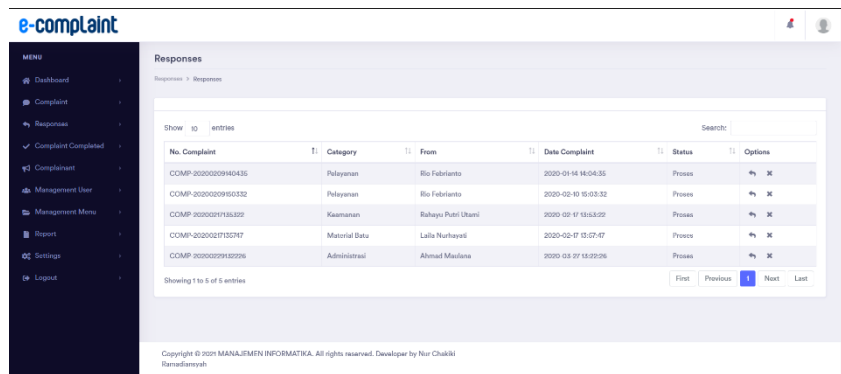 e-complaint
MENU
Dashboard
Complaint
Responses
Complaint Completed
Complainant
Management User
Management Menu
Report
Settings
Logout
Responses
Responses > Responses
Show 10 entries Search:
No. Complaint Category From Date Complaint Status Options
COMP-20200209140435 Pelayanan Rio Febrianto 2020-01-14 14:04:35 Proses
COMP-20200209150332 Pelayanan Rio Febrianto 2020-02-10 15:03:32 Proses
COMP-20200217135322 Keamanan Rahayu Putri Utami 2020-02-17 13:53:22 Proses
COMP-20200217135747 Material Batu Laila Nurhayati 2020-02-17 13:57:47 Proses
COMP-20200229132226 Administrasi Ahmad Maulana 2020-03-27 13:22:26 Proses
Showing 1 to 5 of 5 entries
First Previous 1 Next Last
Copyright © 2021 MANAJEMEN INFORMATIKA. All rights reserved. Developer by Nur Chakiki
Ramadiansyah